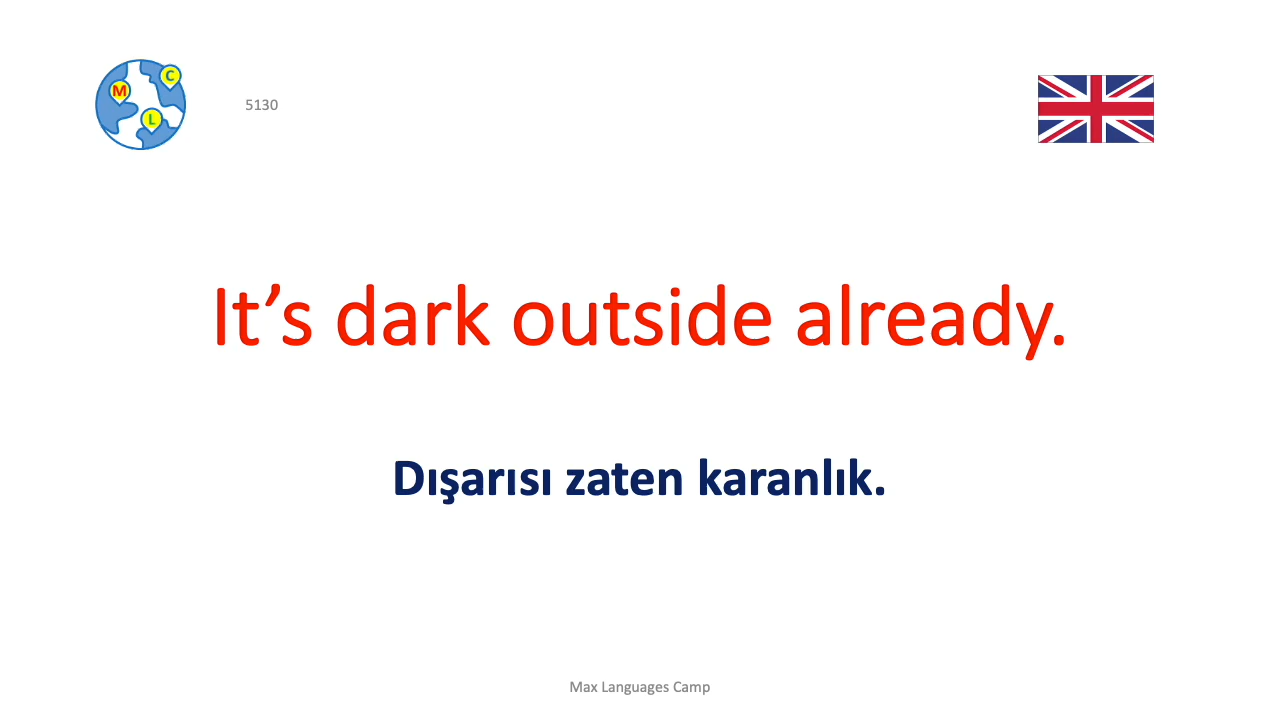 M
C
L
5130
It’s dark outside already.
Dışarısı zaten karanlık.
Max Languages Camp